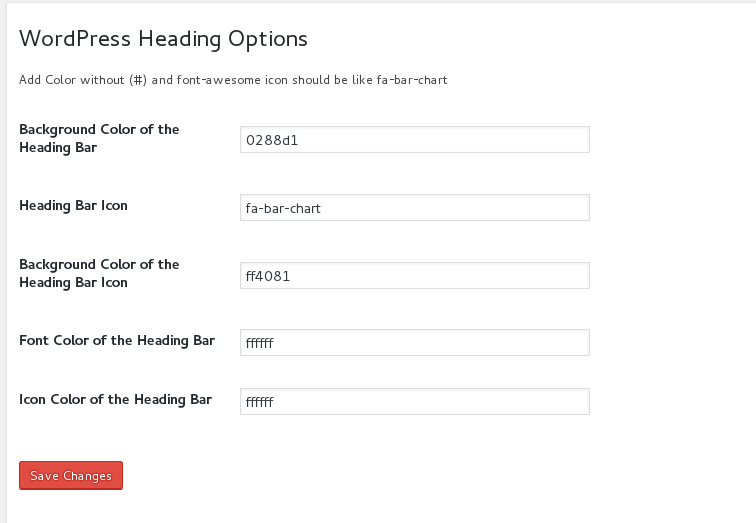 WordPress Heading Options
Add Color without (#) and font-awesome icon should be like fa-bar-chart
Background Color of the
Heading Bar
0288d1
Heading Bar Icon
fa-bar-chart
Background Color of the
Heading Bar Icon
ff4081
Font Color of the Heading Bar
ffffff
Icon Color of the Heading Bar
ffffff
Save Changes